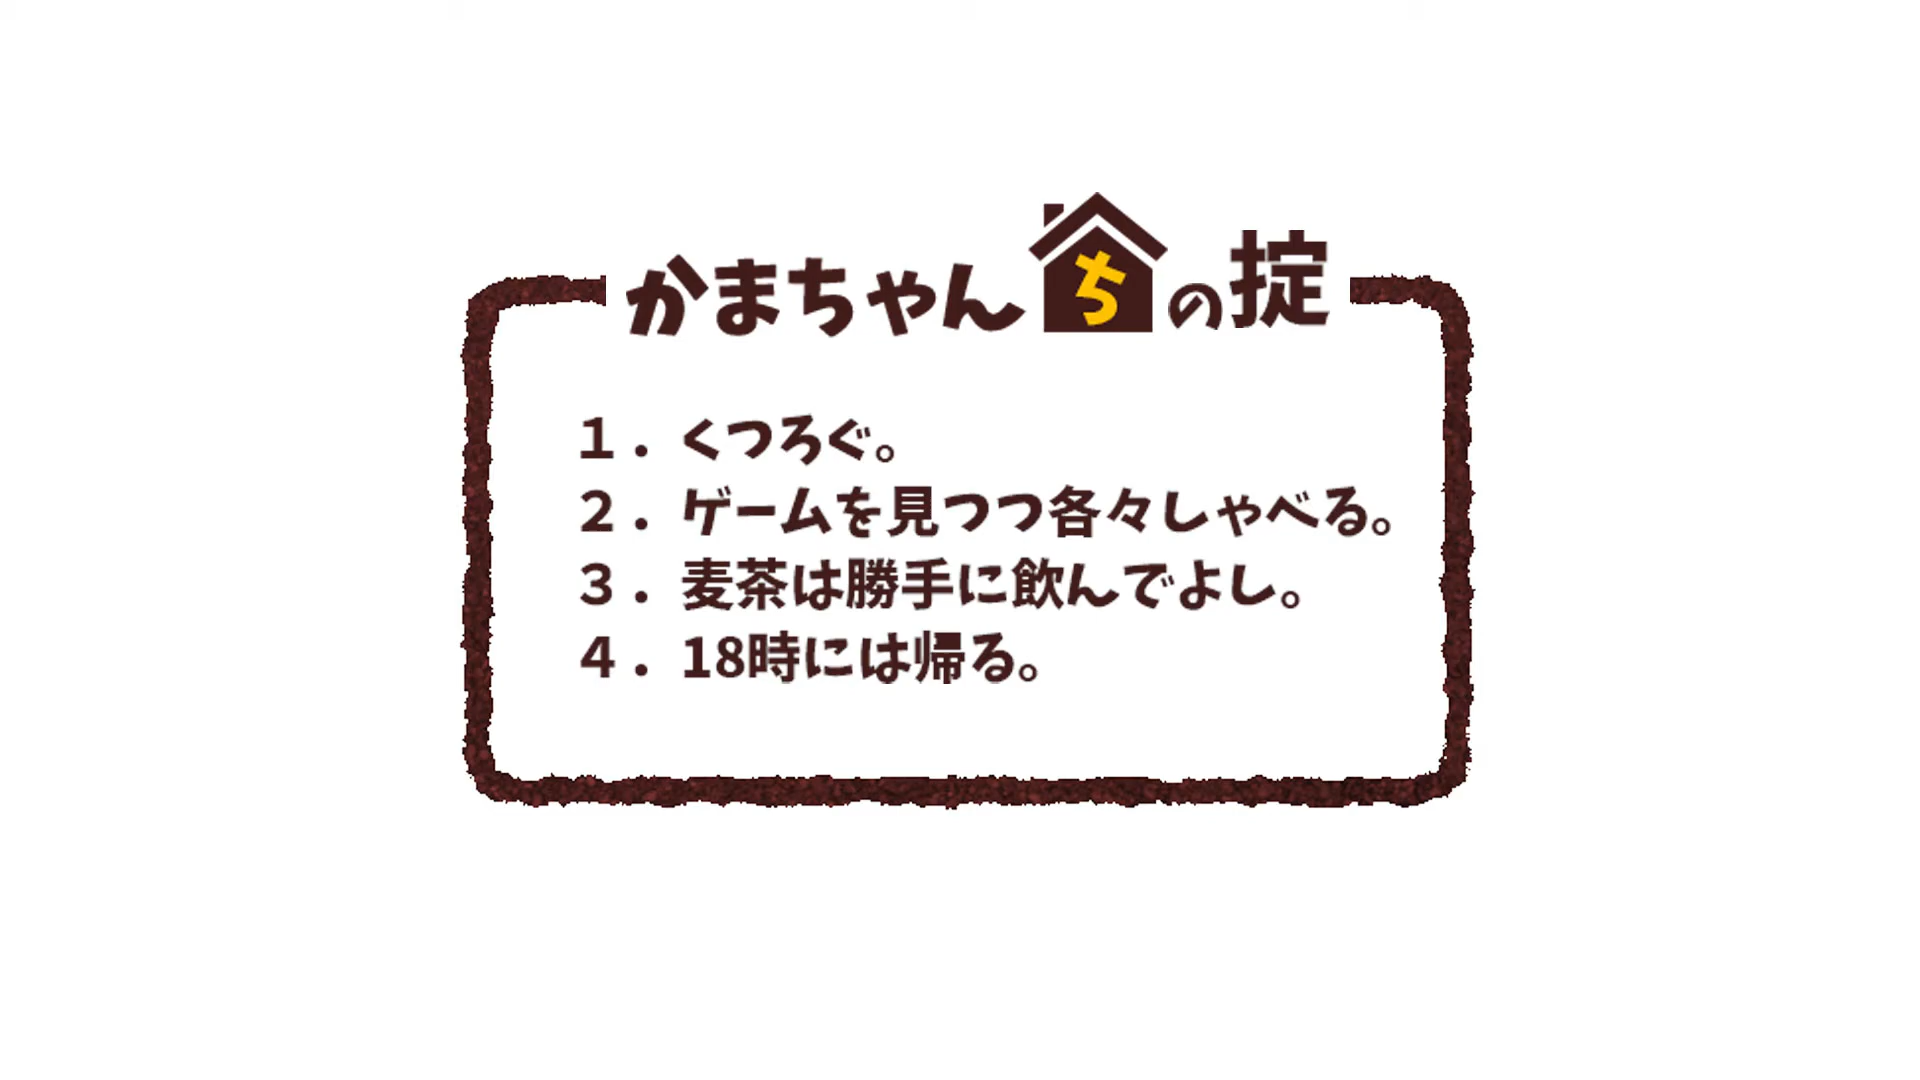 かまちゃんちの掟
１．くつろぐ。
２．ゲームを見つつ各々しゃべる。
３．麦茶は勝手に飲んでよし。
４．18時には帰る。